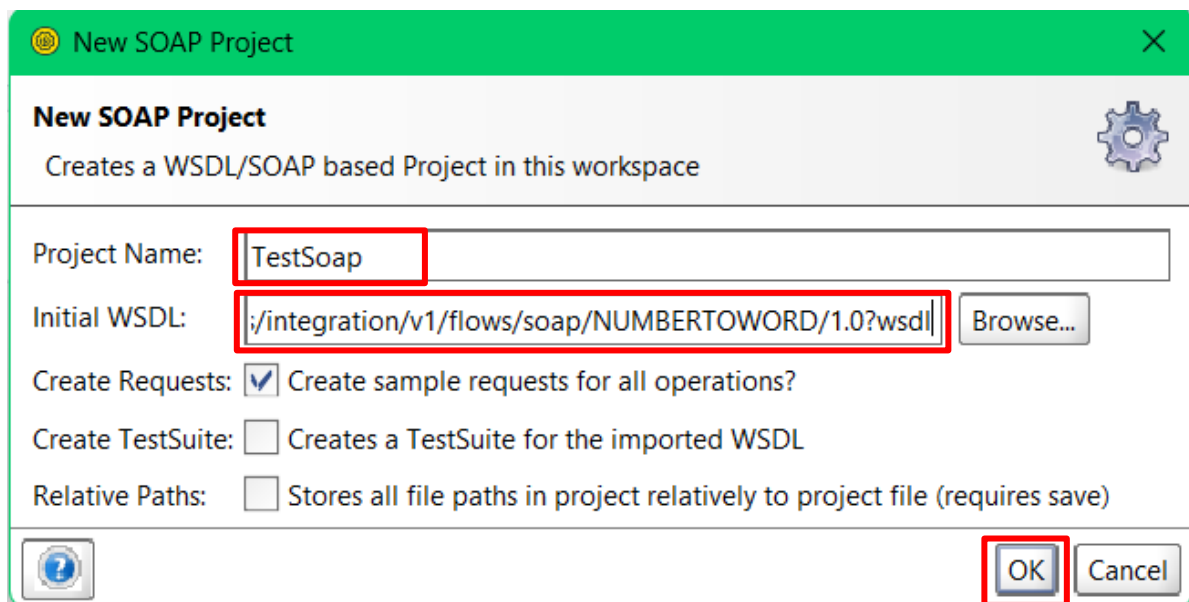 New SOAP Project
New SOAP Project
Creates a WSDL/SOAP based Project in this workspace
Project Name: TestSoap
Initial WSDL: ;/integration/v1/flows/soap/NUMBERTOWORD/1.0?wsdl Browse...
Create Requests: Create sample requests for all operations?
Create TestSuite: Creates a TestSuite for the imported WSDL
Relative Paths: Stores all file paths in project relatively to project file (requires save)
OK Cancel